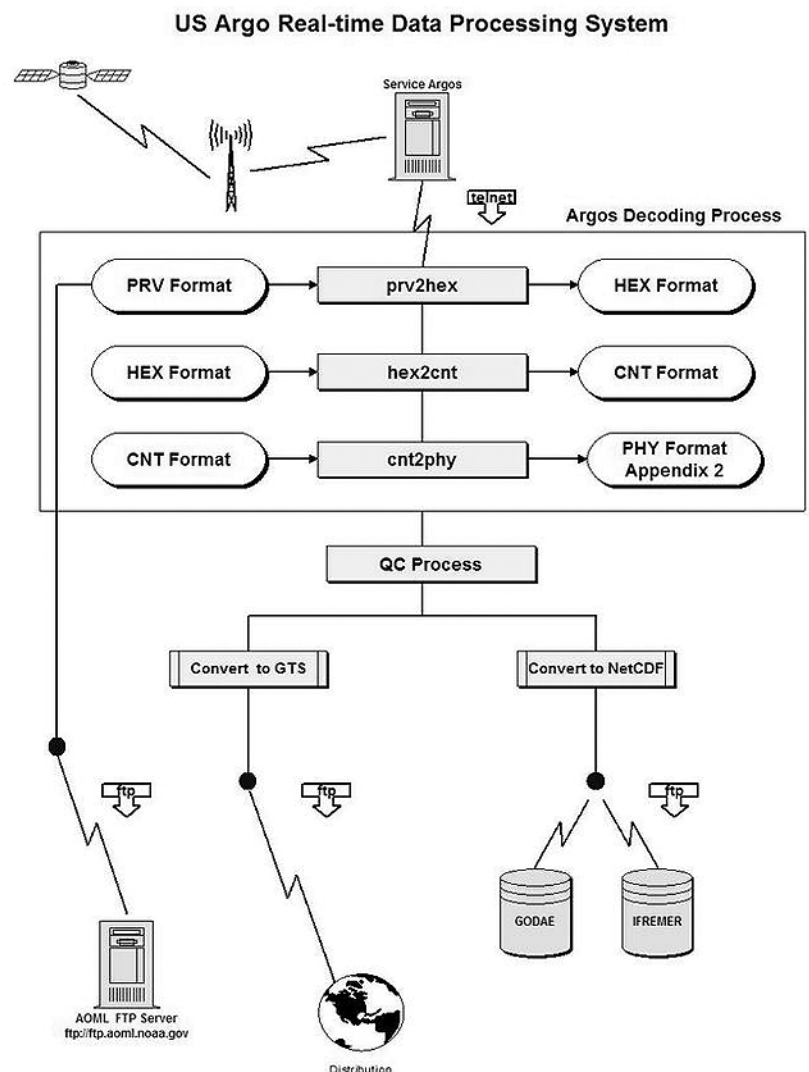 US Argo Real-time Data Processing System
Service Argos
telnet
Argos Decoding Process
PRV Format
prv2hex
HEX Format
HEX Format
hex2cnt
CNT Format
CNT Format
cnt2phy
PHY Format
Appendix 2
QC Process
Convert to GTS
Convert to NetCDF
ftp
ftp
ftp
GODAE
IFREMER
AOML FTP Server
ftp://ftp.aoml.noaa.gov
Distribution